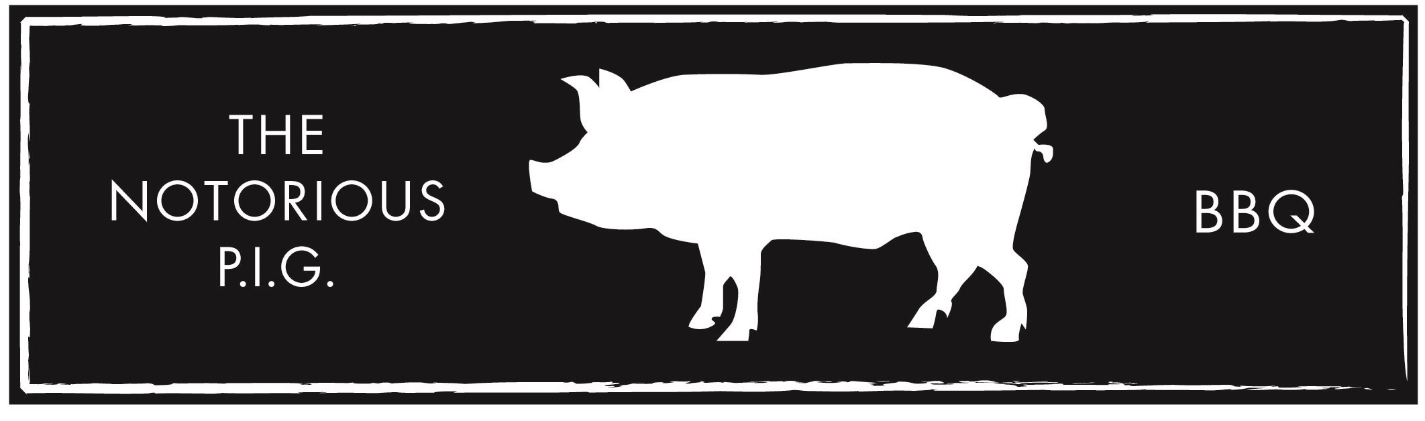 THE
NOTORIOUS
P.I.G.
BBQ